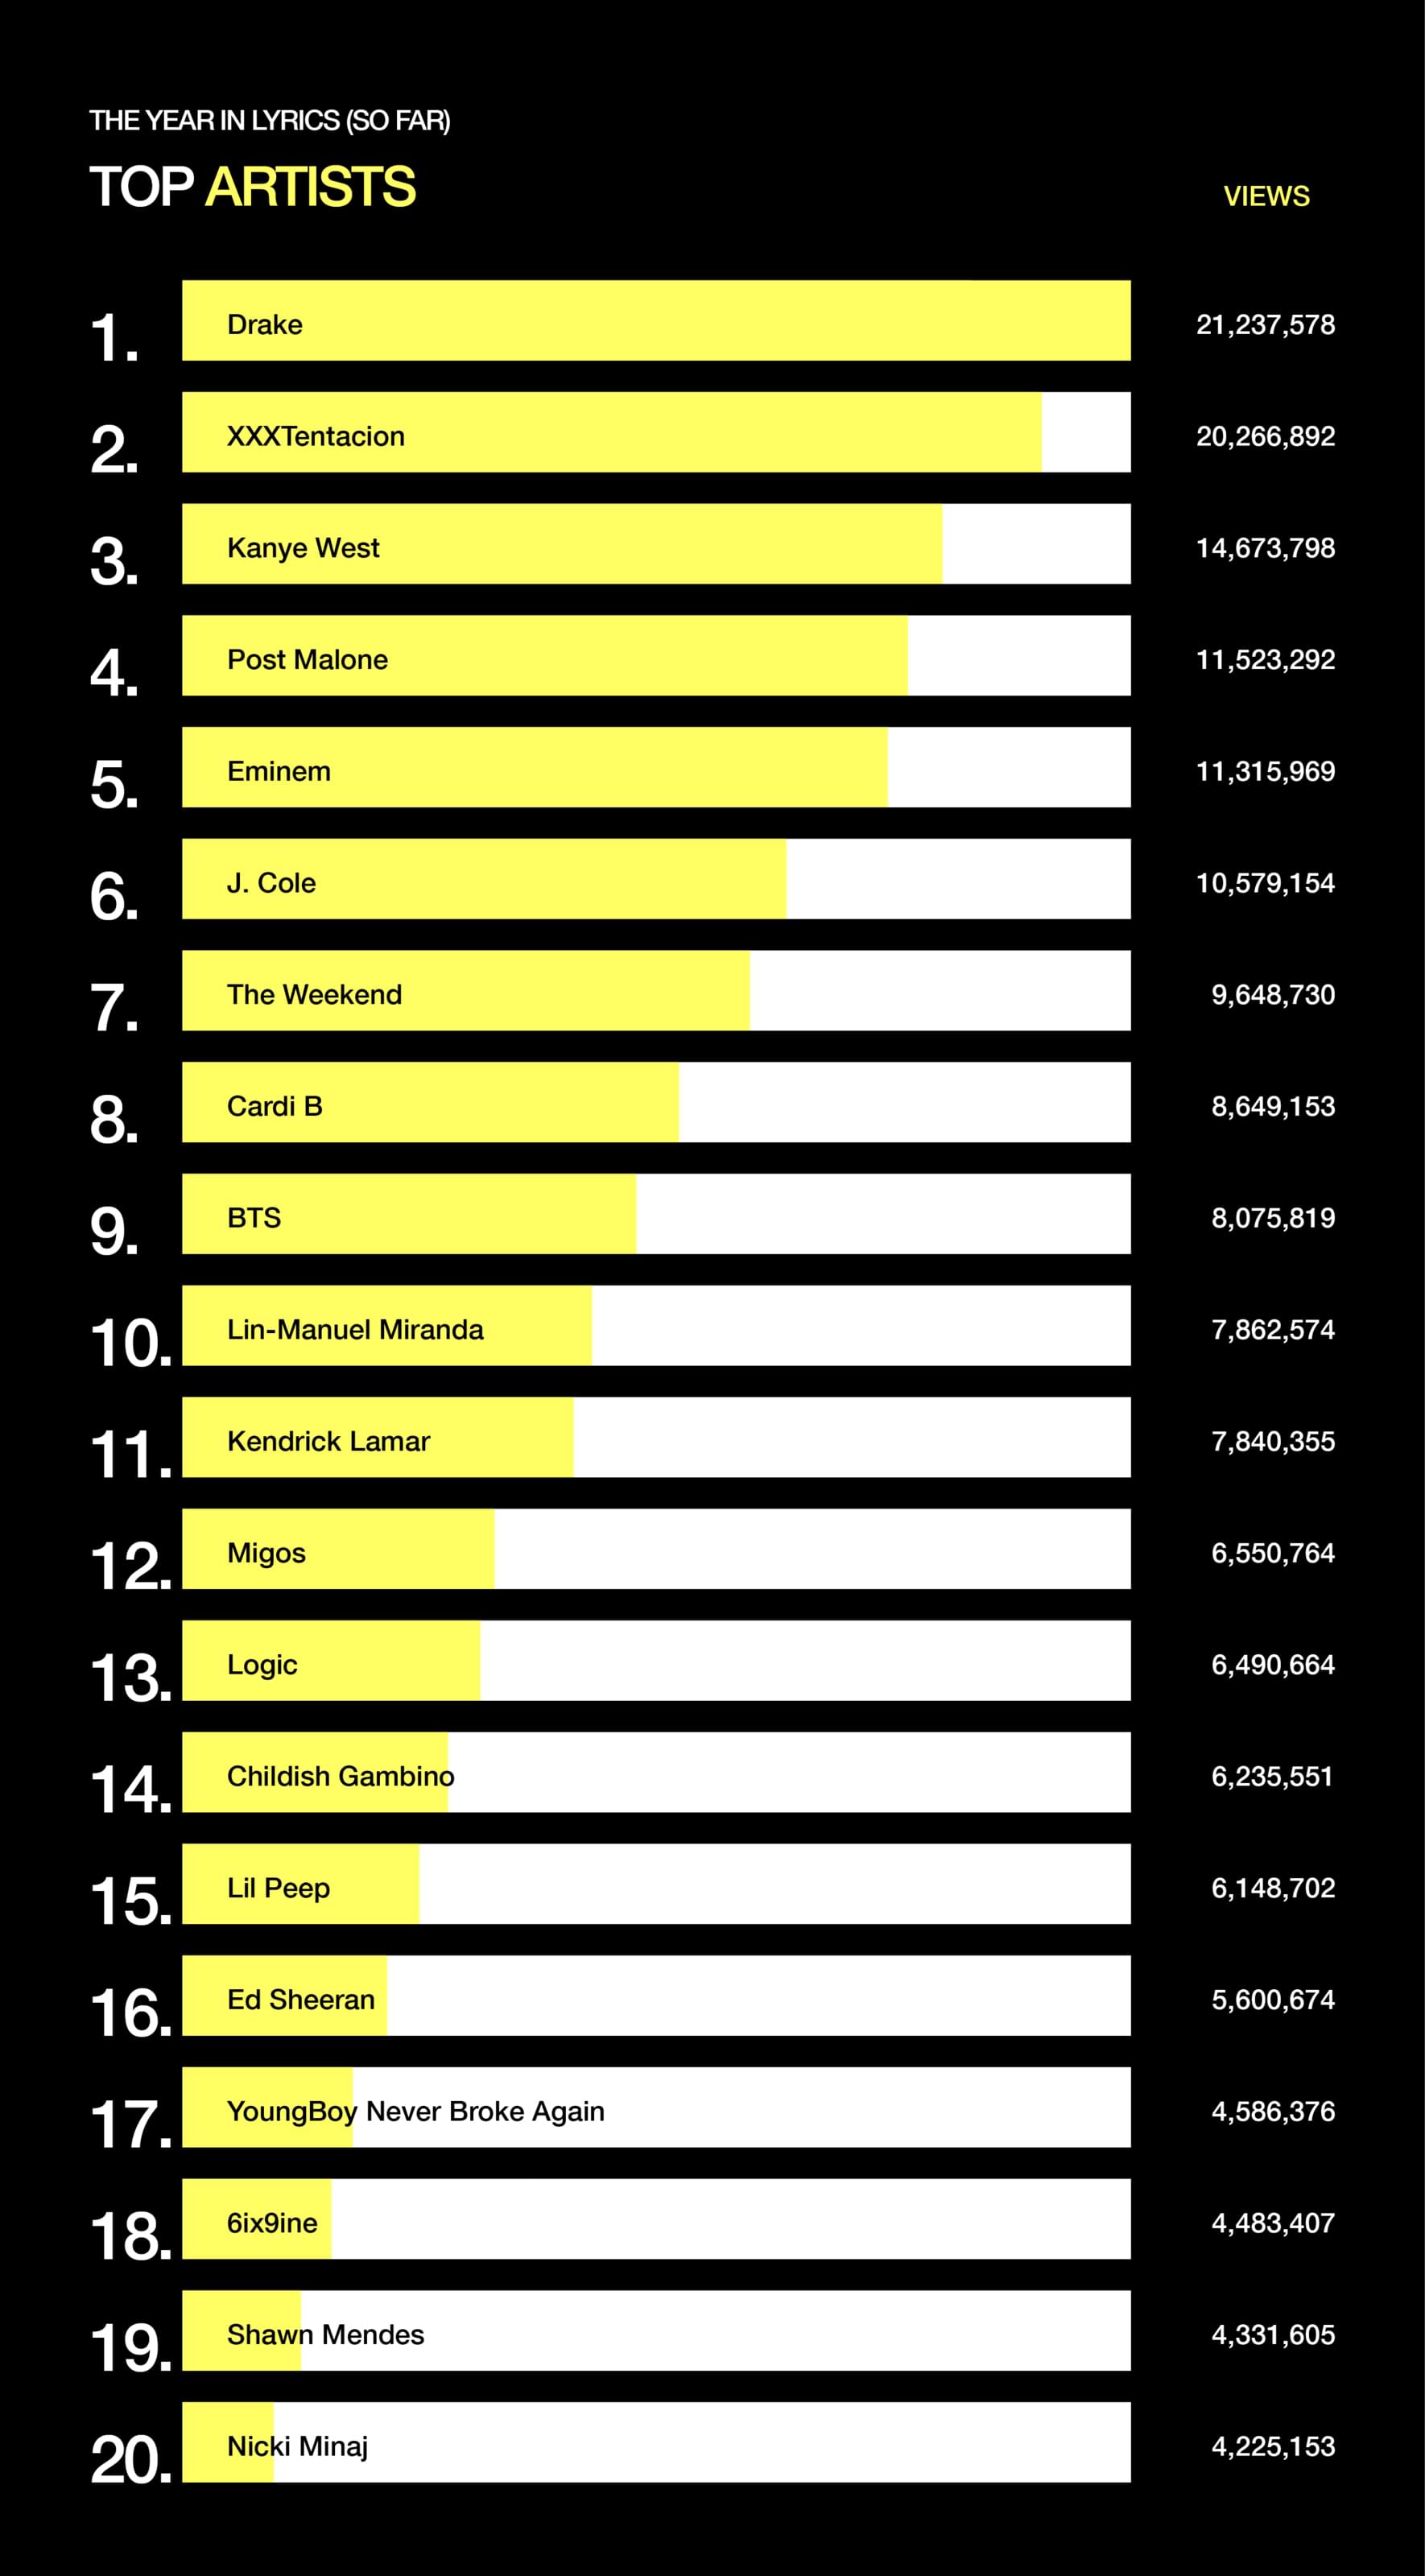 THE YEAR IN LYRICS (SO FAR)
TOP ARTISTS VIEWS
1. Drake 21,237,578
2. XXXTentacion 20,266,892
3. Kanye West 14,673,798
4. Post Malone 11,523,292
5. Eminem 11,315,969
6. J. Cole 10,579,154
7. The Weekend 9,648,730
8. Cardi B 8,649,153
9. BTS 8,075,819
10. Lin-Manuel Miranda 7,862,574
11. Kendrick Lamar 7,840,355
12. Migos 6,550,764
13. Logic 6,490,664
14. Childish Gambino 6,235,551
15. Lil Peep 6,148,702
16. Ed Sheeran 5,600,674
17. YoungBoy Never Broke Again 4,586,376
18. 6ix9ine 4,483,407
19. Shawn Mendes 4,331,605
20. Nicki Minaj 4,225,153